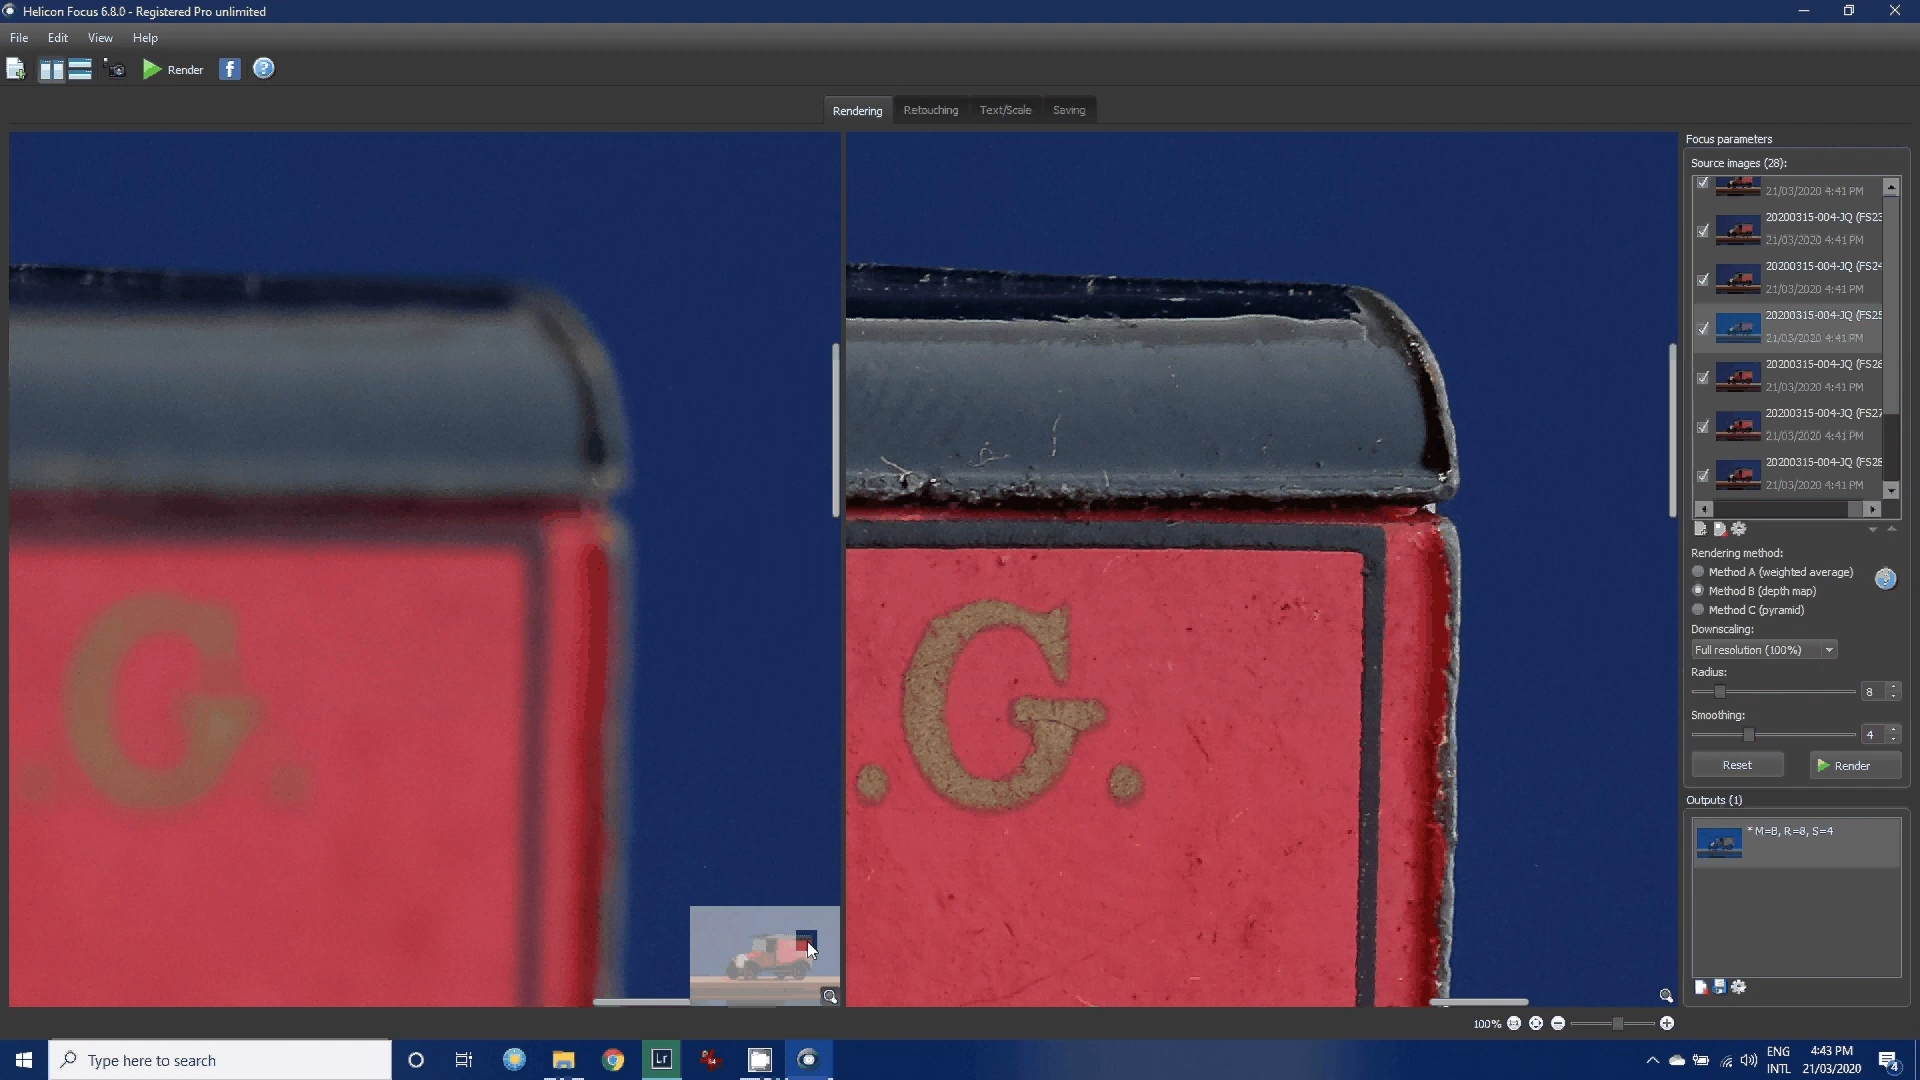 Helicon Focus 6.8.0 - Registered Pro unlimited
File Edit View Help
Render
Rendering Retouching Text/Scale Saving
Focus parameters
Source images (28):
21/03/2020 4:41 PM
20200315-004-JQ (FS23
21/03/2020 4:41 PM
20200315-004-JQ (FS24
21/03/2020 4:41 PM
20200315-004-JQ (FS25
21/03/2020 4:41 PM
20200315-004-JQ (FS26
21/03/2020 4:41 PM
20200315-004-JQ (FS27
21/03/2020 4:41 PM
20200315-004-JQ (FS28
21/03/2020 4:41 PM
Rendering method:
Method A (weighted average)
Method B (depth map)
Method C (pyramid)
Downscaling:
Full resolution (100%)
Radius:
8
Smoothing:
4
Reset Render
Outputs (1)
* M=B, R=8, S=4
G.
. G .
100%
Type here to search
Lr
ENG
INTL
4:43 PM
21/03/2020
4